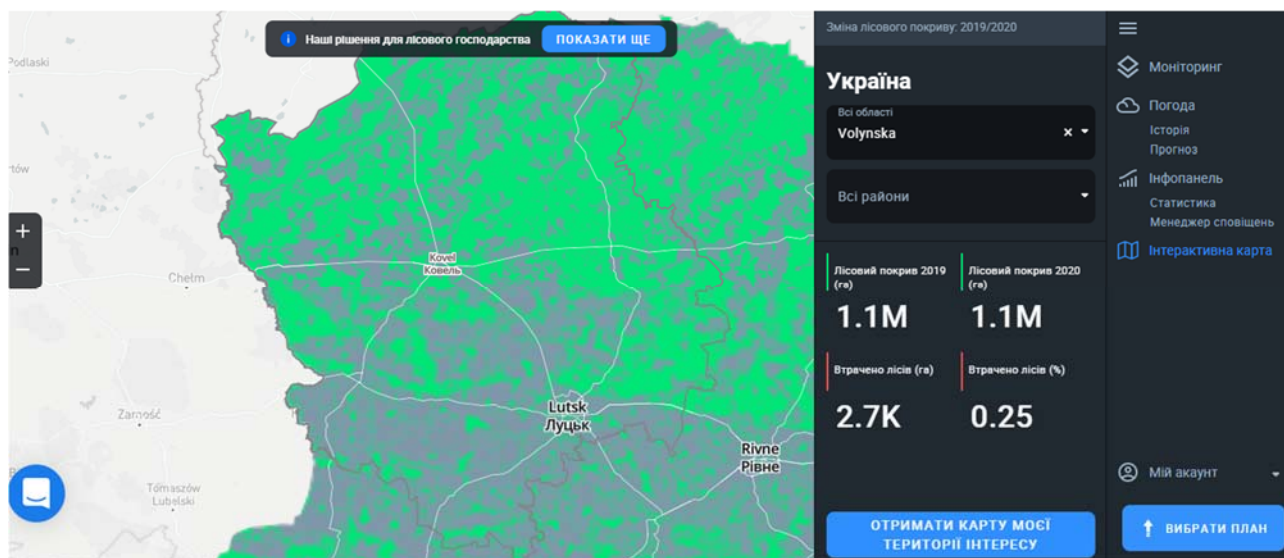 Наші рішення для лісового господарства
ПОКАЗАТИ ЩЕ
Podlaski
Kovel
Ковель
Chełm
Zamość
Lutsk
Луцьк
Rivne
Рівне
Tomaszów
Lubelski
+
−
Зміна лісового покриву: 2019/2020
Україна
Всі області
Volynska
Всі райони
Лісовий покрив 2019
(га)
1.1M
Лісовий покрив 2020
(га)
1.1M
Втрачено лісів (га)
2.7K
Втрачено лісів (%)
0.25
ОТРИМАТИ КАРТУ МОЄЇ
ТЕРИТОРІЇ ІНТЕРЕСУ
Моніторинг
Погода
Історія
Прогноз
Інфопанель
Статистика
Менеджер сповіщень
Інтерактивна карта
Мій акаунт
ВИБРАТИ ПЛАН